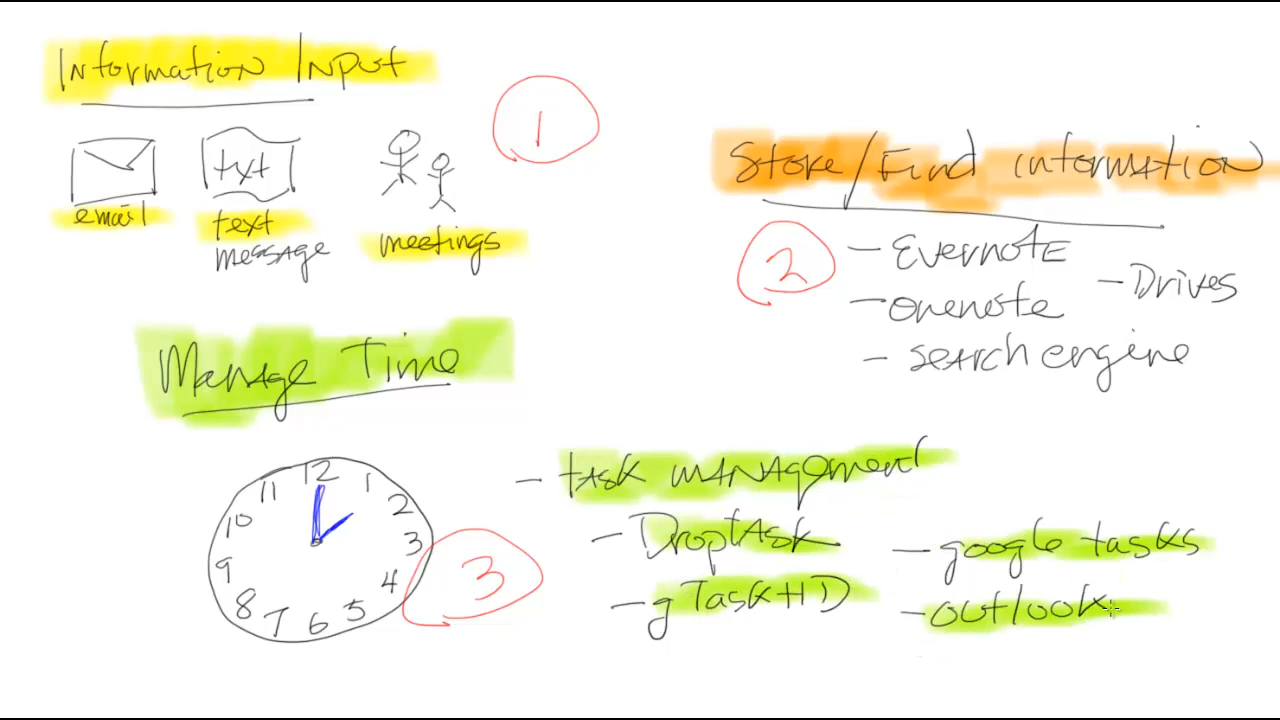 Information Input
1
txt
email
text
message
meetings
Store/Find information
2
- Evernote
- Drives
- onenote
- search engine
Manage Time
12
1
2
3
4
5
6
7
8
9
10
11
3
- task management
- Droptask
- google tasks
- gTaskHD
- outlook